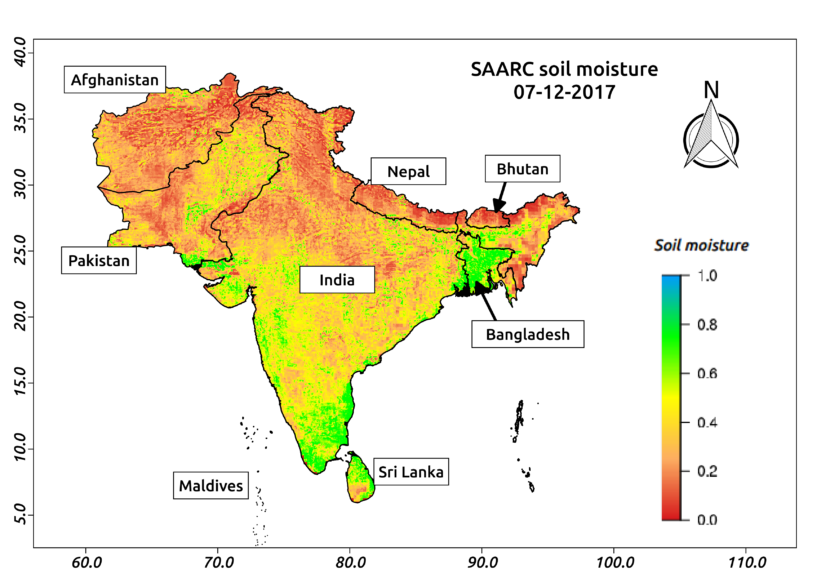 SAARC soil moisture
07-12-2017
N
Afghanistan
Nepal
Bhutan
Pakistan
India
Bangladesh
Maldives
Sri Lanka
Soil moisture
1.0
0.8
0.6
0.4
0.2
0.0
40.0
35.0
30.0
25.0
20.0
15.0
10.0
5.0
60.0 70.0 80.0 90.0 100.0 110.0